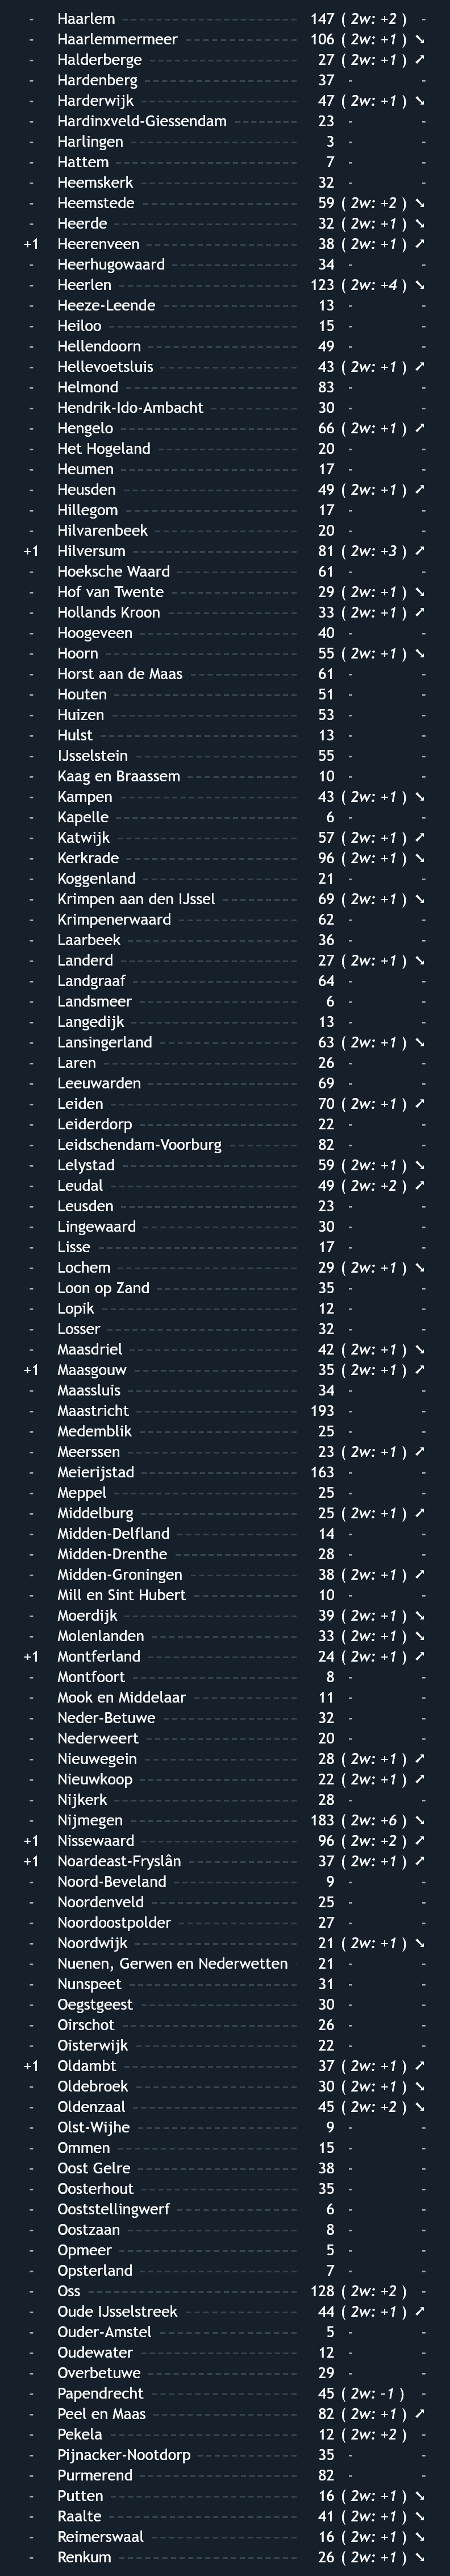 - Haarlem 147 ( 2w: +2 ) -
- Haarlemmermeer 106 ( 2w: +1 ) ➘
- Halderberge 27 ( 2w: +1 ) ➚
- Hardenberg 37 - -
- Harderwijk 47 ( 2w: +1 ) ➘
- Hardinxveld-Giessendam 23 - -
- Harlingen 3 - -
- Hattem 7 - -
- Heemskerk 32 - -
- Heemstede 59 ( 2w: +2 ) ➘
- Heerde 32 ( 2w: +1 ) ➘
+1 Heerenveen 38 ( 2w: +1 ) ➚
- Heerhugowaard 34 - -
- Heerlen 123 ( 2w: +4 ) ➘
- Heeze-Leende 13 - -
- Heiloo 15 - -
- Hellendoorn 49 - -
- Hellevoetsluis 43 ( 2w: +1 ) ➚
- Helmond 83 - -
- Hendrik-Ido-Ambacht 30 - -
- Hengelo 66 ( 2w: +1 ) ➚
- Het Hogeland 20 - -
- Heumen 17 - -
- Heusden 49 ( 2w: +1 ) ➚
- Hillegom 17 - -
- Hilvarenbeek 20 - -
+1 Hilversum 81 ( 2w: +3 ) ➚
- Hoeksche Waard 61 - -
- Hof van Twente 29 ( 2w: +1 ) ➘
- Hollands Kroon 33 ( 2w: +1 ) ➚
- Hoogeveen 40 - -
- Hoorn 55 ( 2w: +1 ) ➘
- Horst aan de Maas 61 - -
- Houten 51 - -
- Huizen 53 - -
- Hulst 13 - -
- IJsselstein 55 - -
- Kaag en Braassem 10 - -
- Kampen 43 ( 2w: +1 ) ➘
- Kapelle 6 - -
- Katwijk 57 ( 2w: +1 ) ➚
- Kerkrade 96 ( 2w: +1 ) ➘
- Koggenland 21 - -
- Krimpen aan den IJssel 69 ( 2w: +1 ) ➘
- Krimpenerwaard 62 - -
- Laarbeek 36 - -
- Landerd 27 ( 2w: +1 ) ➘
- Landgraaf 64 - -
- Landsmeer 6 - -
- Langedijk 13 - -
- Lansingerland 63 ( 2w: +1 ) ➘
- Laren 26 - -
- Leeuwarden 69 - -
- Leiden 70 ( 2w: +1 ) ➚
- Leiderdorp 22 - -
- Leidschendam-Voorburg 82 - -
- Lelystad 59 ( 2w: +1 ) ➘
- Leudal 49 ( 2w: +2 ) ➚
- Leusden 23 - -
- Lingewaard 30 - -
- Lisse 17 - -
- Lochem 29 ( 2w: +1 ) ➘
- Loon op Zand 35 - -
- Lopik 12 - -
- Losser 32 - -
- Maasdriel 42 ( 2w: +1 ) ➘
+1 Maasgouw 35 ( 2w: +1 ) ➚
- Maassluis 34 - -
- Maastricht 193 - -
- Medemblik 25 - -
- Meerssen 23 ( 2w: +1 ) ➚
- Meierijstad 163 - -
- Meppel 25 - -
- Middelburg 25 ( 2w: +1 ) ➚
- Midden-Delfland 14 - -
- Midden-Drenthe 28 - -
- Midden-Groningen 38 ( 2w: +1 ) ➚
- Mill en Sint Hubert 10 - -
- Moerdijk 39 ( 2w: +1 ) ➘
- Molenlanden 33 ( 2w: +1 ) ➘
+1 Montferland 24 ( 2w: +1 ) ➚
- Montfoort 8 - -
- Mook en Middelaar 11 - -
- Neder-Betuwe 32 - -
- Nederweert 20 - -
- Nieuwegein 28 ( 2w: +1 ) ➚
- Nieuwkoop 22 ( 2w: +1 ) ➚
- Nijkerk 28 - -
- Nijmegen 183 ( 2w: +6 ) ➘
+1 Nissewaard 96 ( 2w: +2 ) ➚
+1 Noardeast-Fryslân 37 ( 2w: +1 ) ➚
- Noord-Beveland 9 - -
- Noordenveld 25 - -
- Noordoostpolder 27 - -
- Noordwijk 21 ( 2w: +1 ) ➘
- Nuenen, Gerwen en Nederwetten 21 - -
- Nunspeet 31 - -
- Oegstgeest 30 - -
- Oirschot 26 - -
- Oisterwijk 22 - -
+1 Oldambt 37 ( 2w: +1 ) ➚
- Oldebroek 30 ( 2w: +1 ) ➘
- Oldenzaal 45 ( 2w: +2 ) ➘
- Olst-Wijhe 9 - -
- Ommen 15 - -
- Oost Gelre 38 - -
- Oosterhout 35 - -
- Ooststellingwerf 6 - -
- Oostzaan 8 - -
- Opmeer 5 - -
- Opsterland 7 - -
- Oss 128 ( 2w: +2 ) -
- Oude IJsselstreek 44 ( 2w: +1 ) ➚
- Ouder-Amstel 5 - -
- Oudewater 12 - -
- Overbetuwe 29 - -
- Papendrecht 45 ( 2w: -1 ) -
- Peel en Maas 82 ( 2w: +1 ) ➚
- Pekela 12 ( 2w: +2 ) -
- Pijnacker-Nootdorp 35 - -
- Purmerend 82 - -
- Putten 16 ( 2w: +1 ) ➘
- Raalte 41 ( 2w: +1 ) ➘
- Reimerswaal 16 ( 2w: +1 ) ➘
- Renkum 26 ( 2w: +1 ) ➘